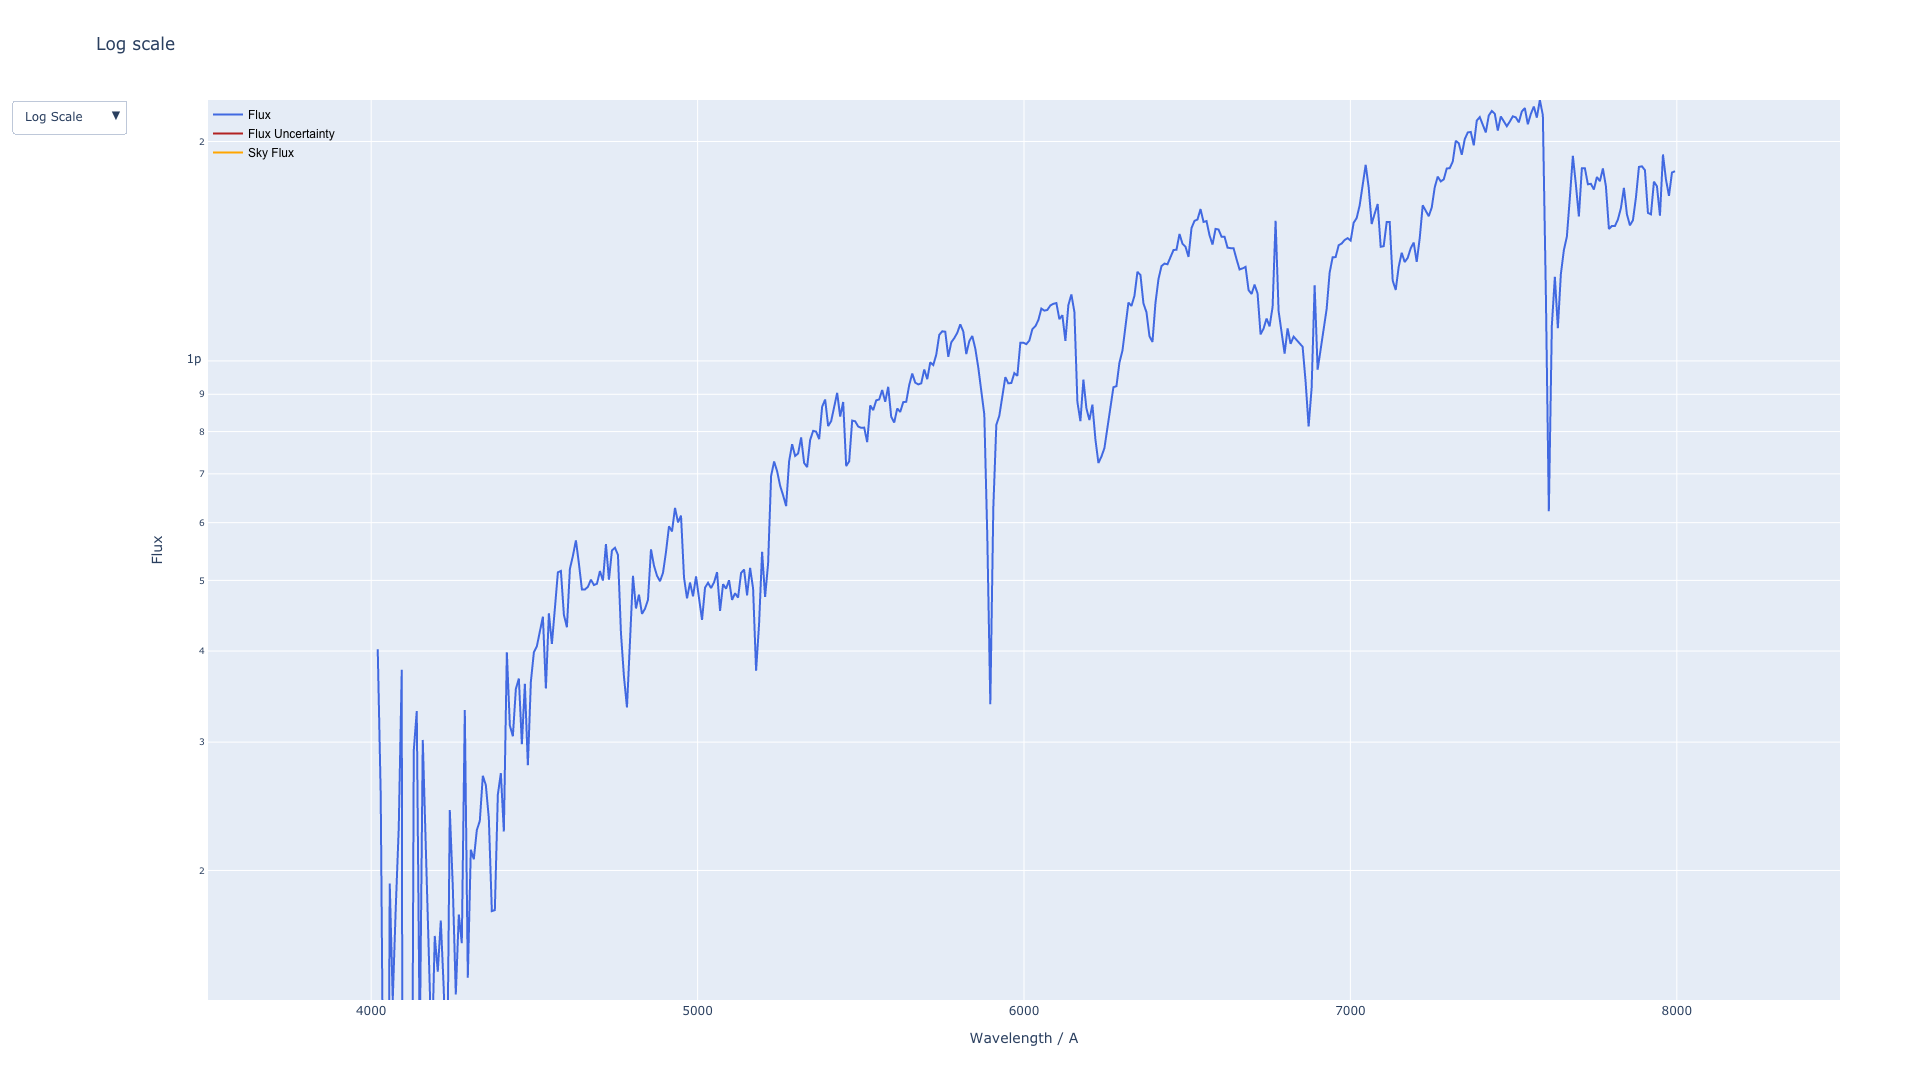 Log scale
Log Scale ▼
Flux
Flux Uncertainty
Sky Flux
2
1p
9
8
7
6
5
4
3
2
Flux
4000 5000 6000 7000 8000
Wavelength / A